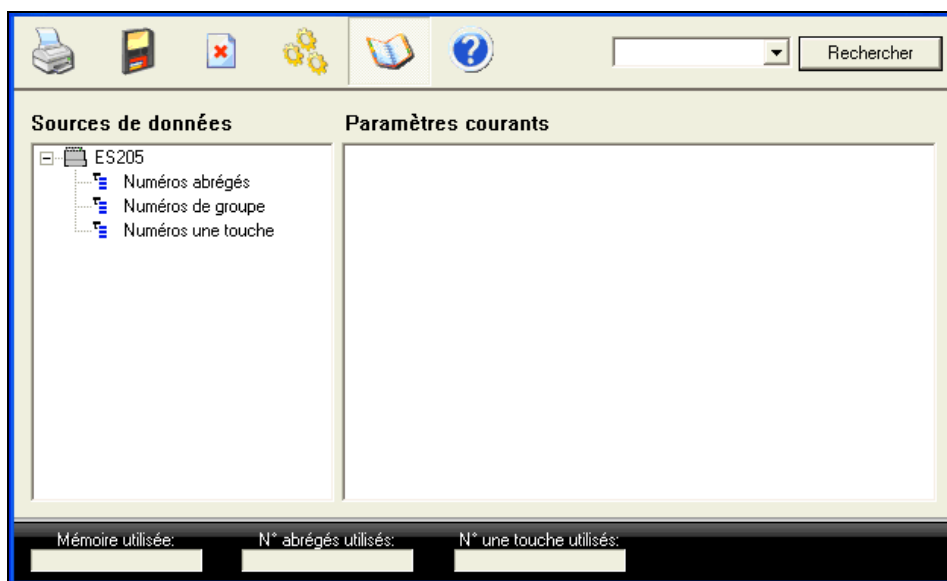 Rechercher
Sources de données
Paramètres courants
ES205
Numéros abrégés
Numéros de groupe
Numéros une touche
Mémoire utilisée:
N° abrégés utilisés:
N° une touche utilisés: